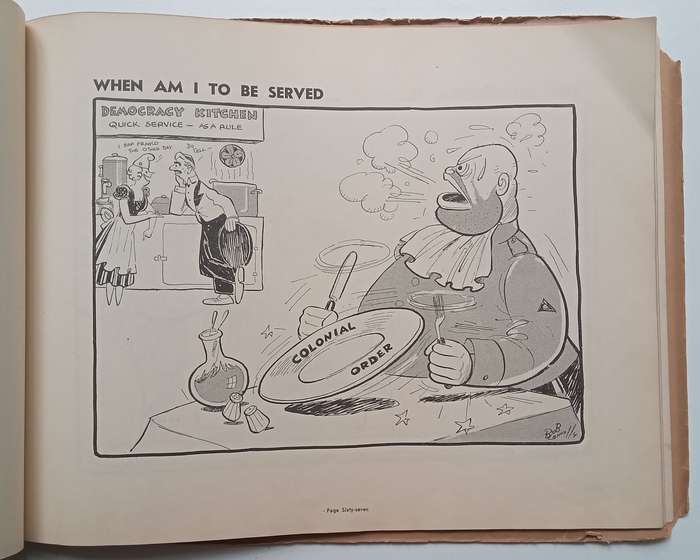 WHEN AM I TO BE SERVED
DEMOCRACY KITCHEN
QUICK SERVICE — AS A RULE
I SAW FRANCO
THE OTHER DAY
DO
TELL —
COLONIAL
ORDER
BOB
- Page Sixty-seven